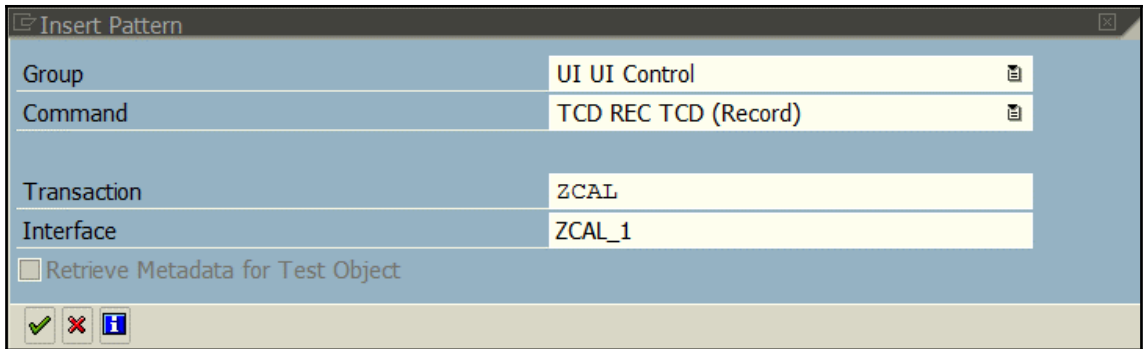 Insert Pattern
Group UI UI Control
Command TCD REC TCD (Record)
Transaction ZCAL
Interface ZCAL_1
Retrieve Metadata for Test Object